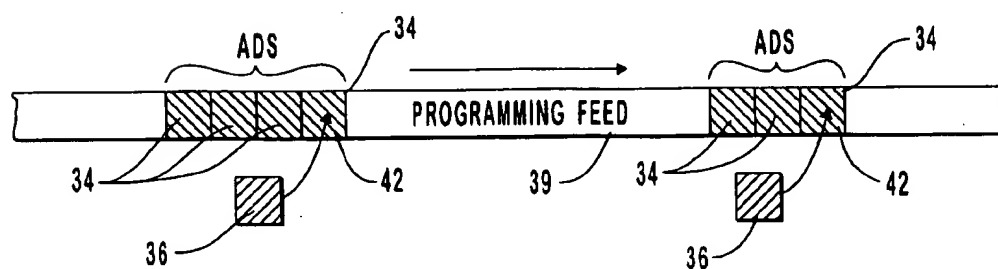 ADS 34 ADS 34
PROGRAMMING FEED
34 42 39 34 42
36 36